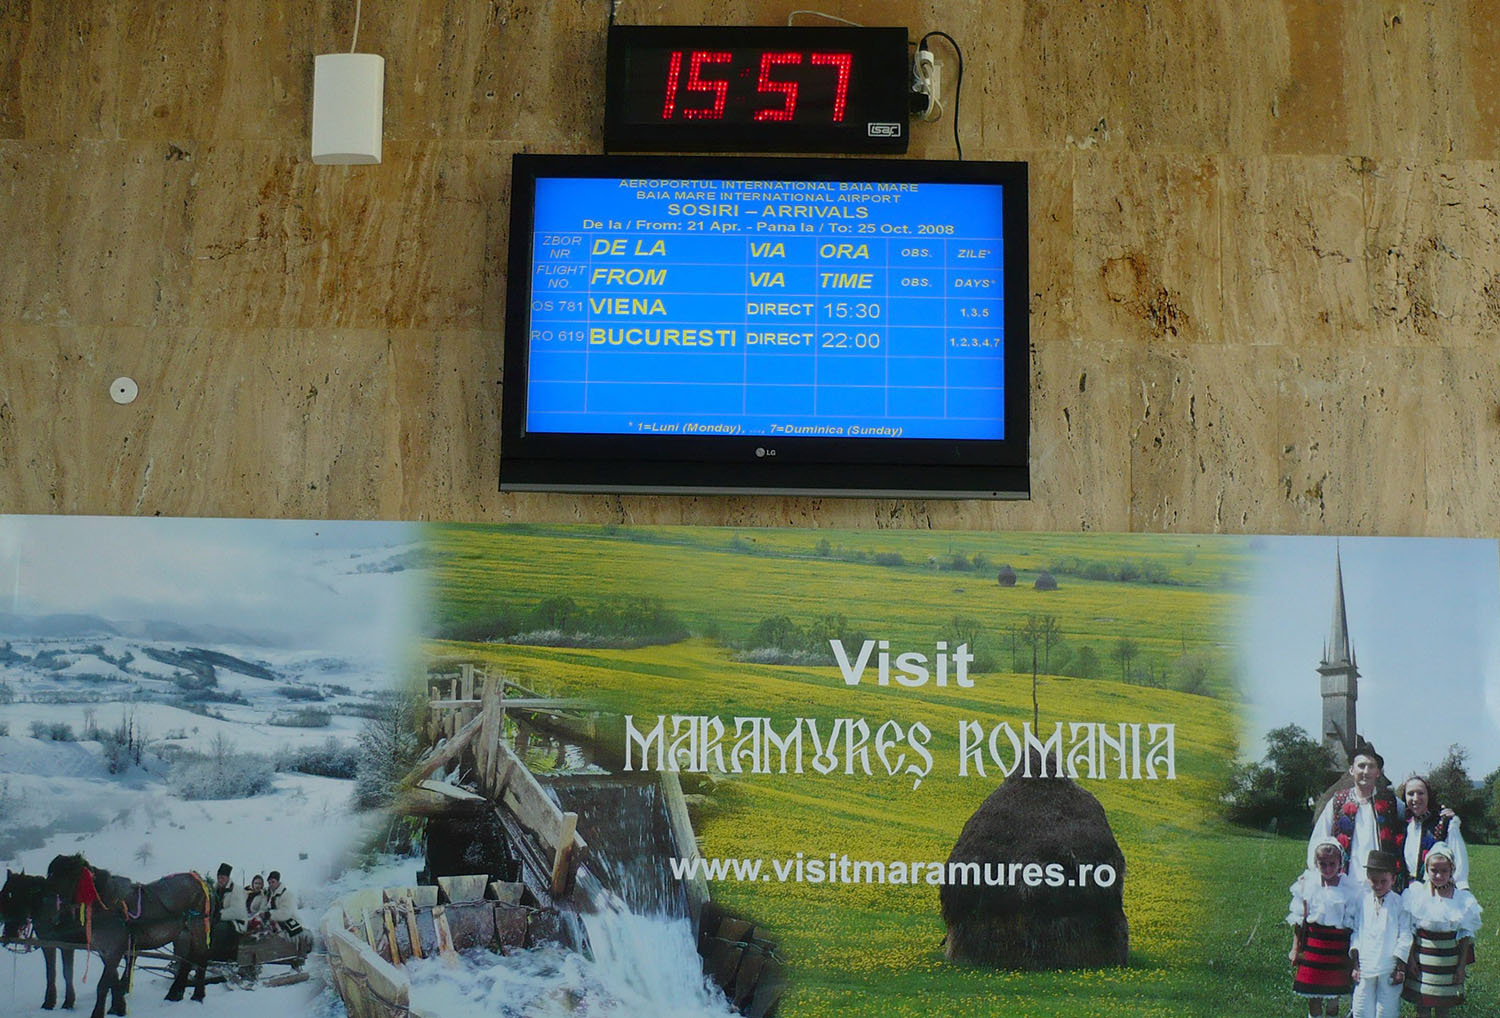 15:57
isaf
AEROPORTUL INTERNATIONAL BAIA MARE
BAIA MARE INTERNATIONAL AIRPORT
SOSIRI – ARRIVALS
De la / From: 21 Apr. - Pana la / To: 25 Oct. 2008
ZBOR NR. DE LA VIA ORA OBS. ZILE*
FLIGHT NO. FROM VIA TIME OBS. DAYS*
OS 781 VIENA DIRECT 15:30 1,3,5
RO 619 BUCURESTI DIRECT 22:00 1,2,3,4,7
* 1=Luni (Monday), ..., 7=Duminica (Sunday)
LG
Visit
MARAMUREȘ ROMANIA
www.visitmaramures.ro